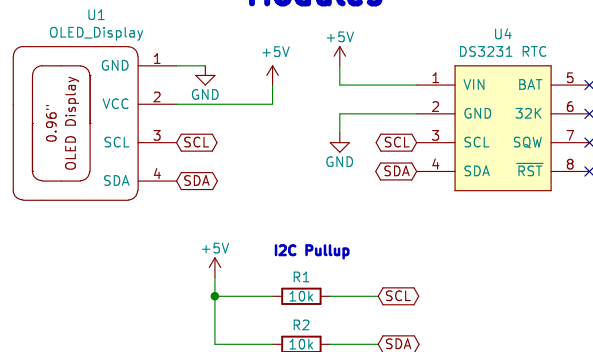 Modules
U1
OLED_Display
0.96"
OLED Display
GND 1
VCC 2
SCL 3
SDA 4
GND
+5V
SCL
SDA
+5V
GND
SCL
SDA
U4
DS3231 RTC
1 VIN BAT 5
2 GND 32K 6
3 SCL SQW 7
4 SDA RST 8
+5V
I2C Pullup
R1
10k
SCL
R2
10k
SDA